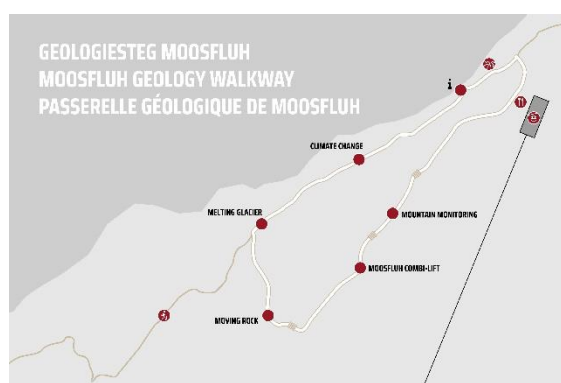 GEOLOGIESTEG MOOSFLUH
MOOSFLUH GEOLOGY WALKWAY
PASSERELLE GÉOLOGIQUE DE MOOSFLUH
i
CLIMATE CHANGE
MELTING GLACIER
MOUNTAIN MONITORING
MOOSFLUH COMBI-LIFT
MOVING ROCK